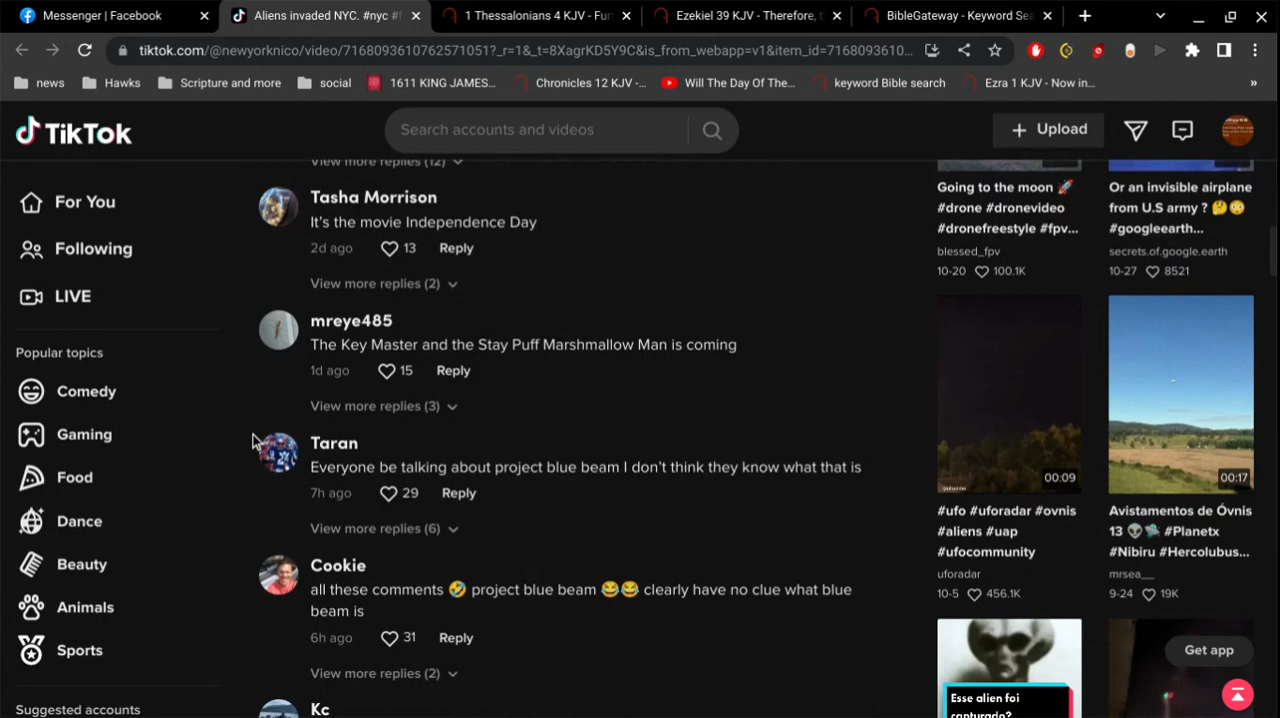 Messenger | Facebook
Aliens invaded NYC. #nyc #f
1 Thessalonians 4 KJV - Fur
Ezekiel 39 KJV - Therefore, t
BibleGateway - Keyword Sea
tiktok.com/@newyorknico/video/7168093610762571051?_r=1&_t=8XagrKD5Y9C&is_from_webapp=v1&item_id=7168093610...
news
Hawks
Scripture and more
social
1611 KING JAMES...
Chronicles 12 KJV -...
Will The Day Of The...
keyword Bible search
Ezra 1 KJV - Now in...
»
TikTok
Search accounts and videos
+ Upload
For You
Following
LIVE
Popular topics
Comedy
Gaming
Food
Dance
Beauty
Animals
Sports
Suggested accounts
View more replies (12)
Tasha Morrison
It's the movie Independence Day
2d ago 13 Reply
View more replies (2)
mreye485
The Key Master and the Stay Puff Marshmallow Man is coming
1d ago 15 Reply
View more replies (3)
Taran
Everyone be talking about project blue beam I don't think they know what that is
7h ago 29 Reply
View more replies (6)
Cookie
all these comments 🤣 project blue beam 😂😂 clearly have no clue what blue
beam is
6h ago 31 Reply
View more replies (2)
Kc
Going to the moon 🚀
#drone #dronevideo
#dronefreestyle #fpv...
blessed_fpv
10-20 100.1K
Or an invisible airplane
from U.S army ? 🤔😳
#googleearth...
secrets.of.google.earth
10-27 8521
00:09
#ufo #uforadar #ovnis
#aliens #uap
#ufocommunity
uforadar
10-5 456.1K
00:17
Avistamentos de Óvnis
13 👽🛸 #Planetx
#Nibiru #Hercolubus...
mrsea__
9-24 19K
Esse alien foi
capturado?
Get app